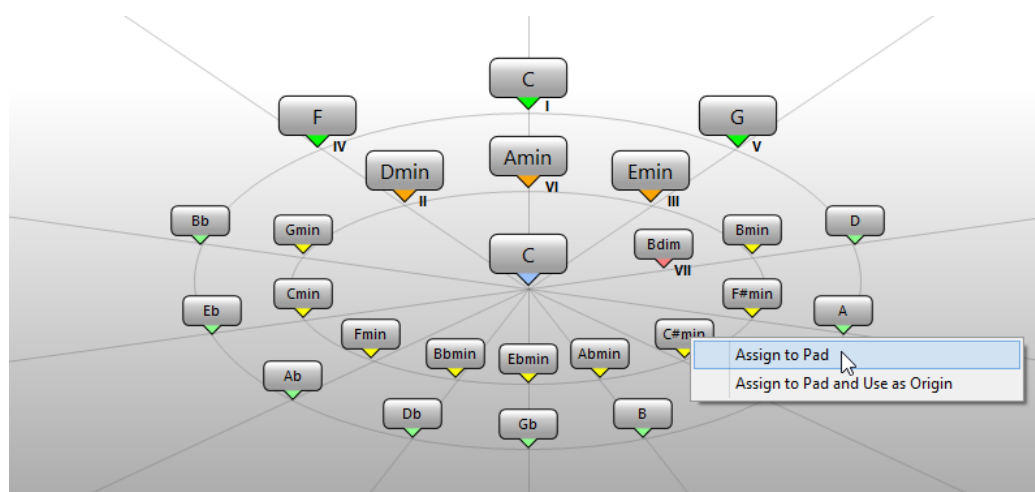 C
I
F
IV
G
V
Dmin
II
Amin
VI
Emin
III
Bb
Gmin
C
Bdim
VII
Bmin
D
Eb
Cmin
F#min
A
Fmin
Bbmin
Ebmin
Abmin
C#min
Assign to Pad
Assign to Pad and Use as Origin
Ab
Db
Gb
B